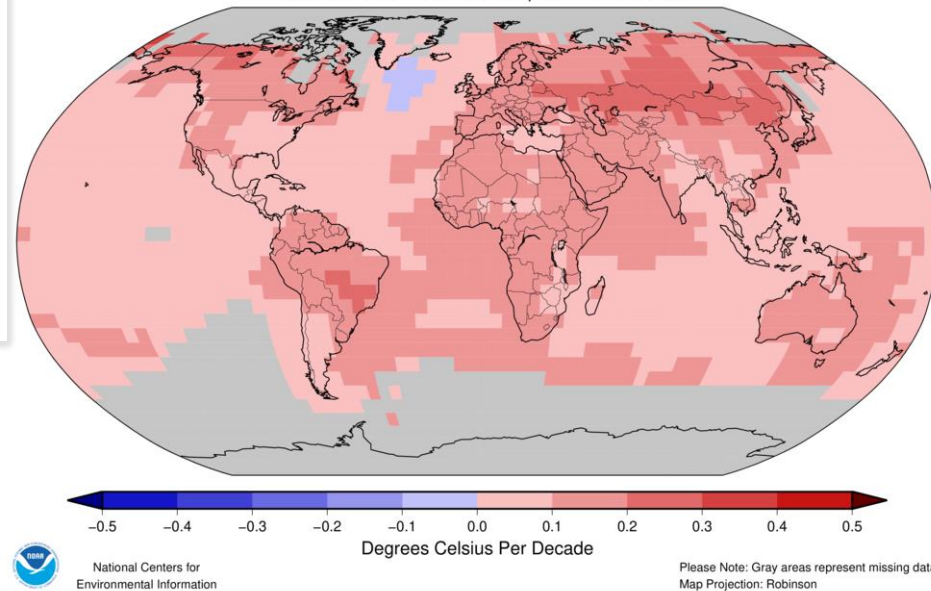 −0.5 −0.4 −0.3 −0.2 −0.1 0.0 0.1 0.2 0.3 0.4 0.5
Degrees Celsius Per Decade
NOAA
National Centers for
Environmental Information
Please Note: Gray areas represent missing data
Map Projection: Robinson